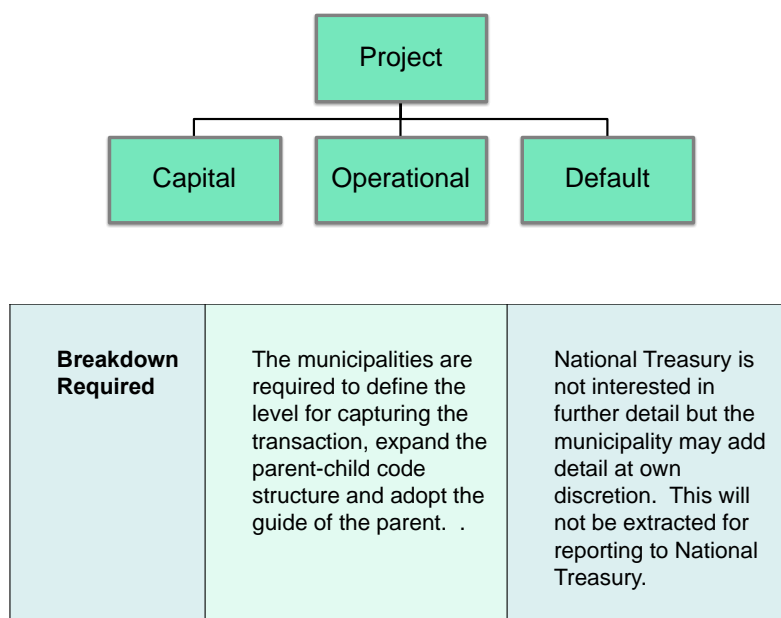 Project
Capital
Operational
Default
Breakdown
Required
The municipalities are
required to define the
level for capturing the
transaction, expand the
parent-child code
structure and adopt the
guide of the parent.  .
National Treasury is
not interested in
further detail but the
municipality may add
detail at own
discretion.  This will
not be extracted for
reporting to National
Treasury.